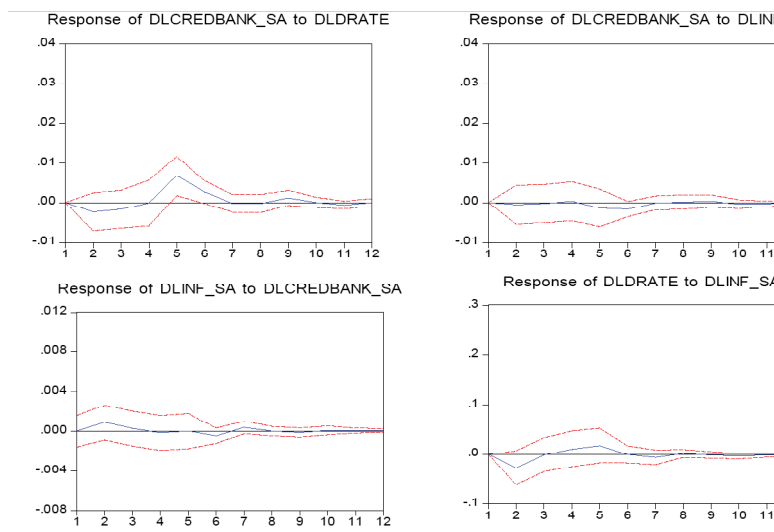 Response of DLCREDBANK_SA to DLDRATE
.04
.03
.02
.01
.00
-.01
1 2 3 4 5 6 7 8 9 10 11 12
Response of DLCREDBANK_SA to DLIN
.04
.03
.02
.01
.00
-.01
1 2 3 4 5 6 7 8 9 10 11
Response of DLINF_SA to DLCREDBANK_SA
.012
.008
.004
.000
-.004
-.008
1 2 3 4 5 6 7 8 9 10 11 12
Response of DLDRATE to DLINF_SA
.3
.2
.1
.0
-.1
1 2 3 4 5 6 7 8 9 10 11